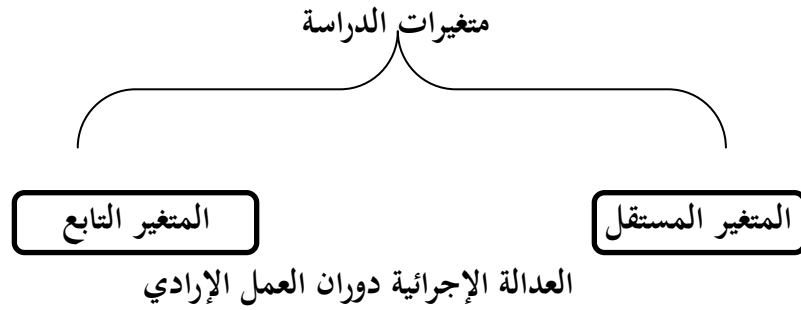 متغيرات الدراسة
المتغير المستقل
المتغير التابع
العدالة الإجرائية دوران العمل الإرادي